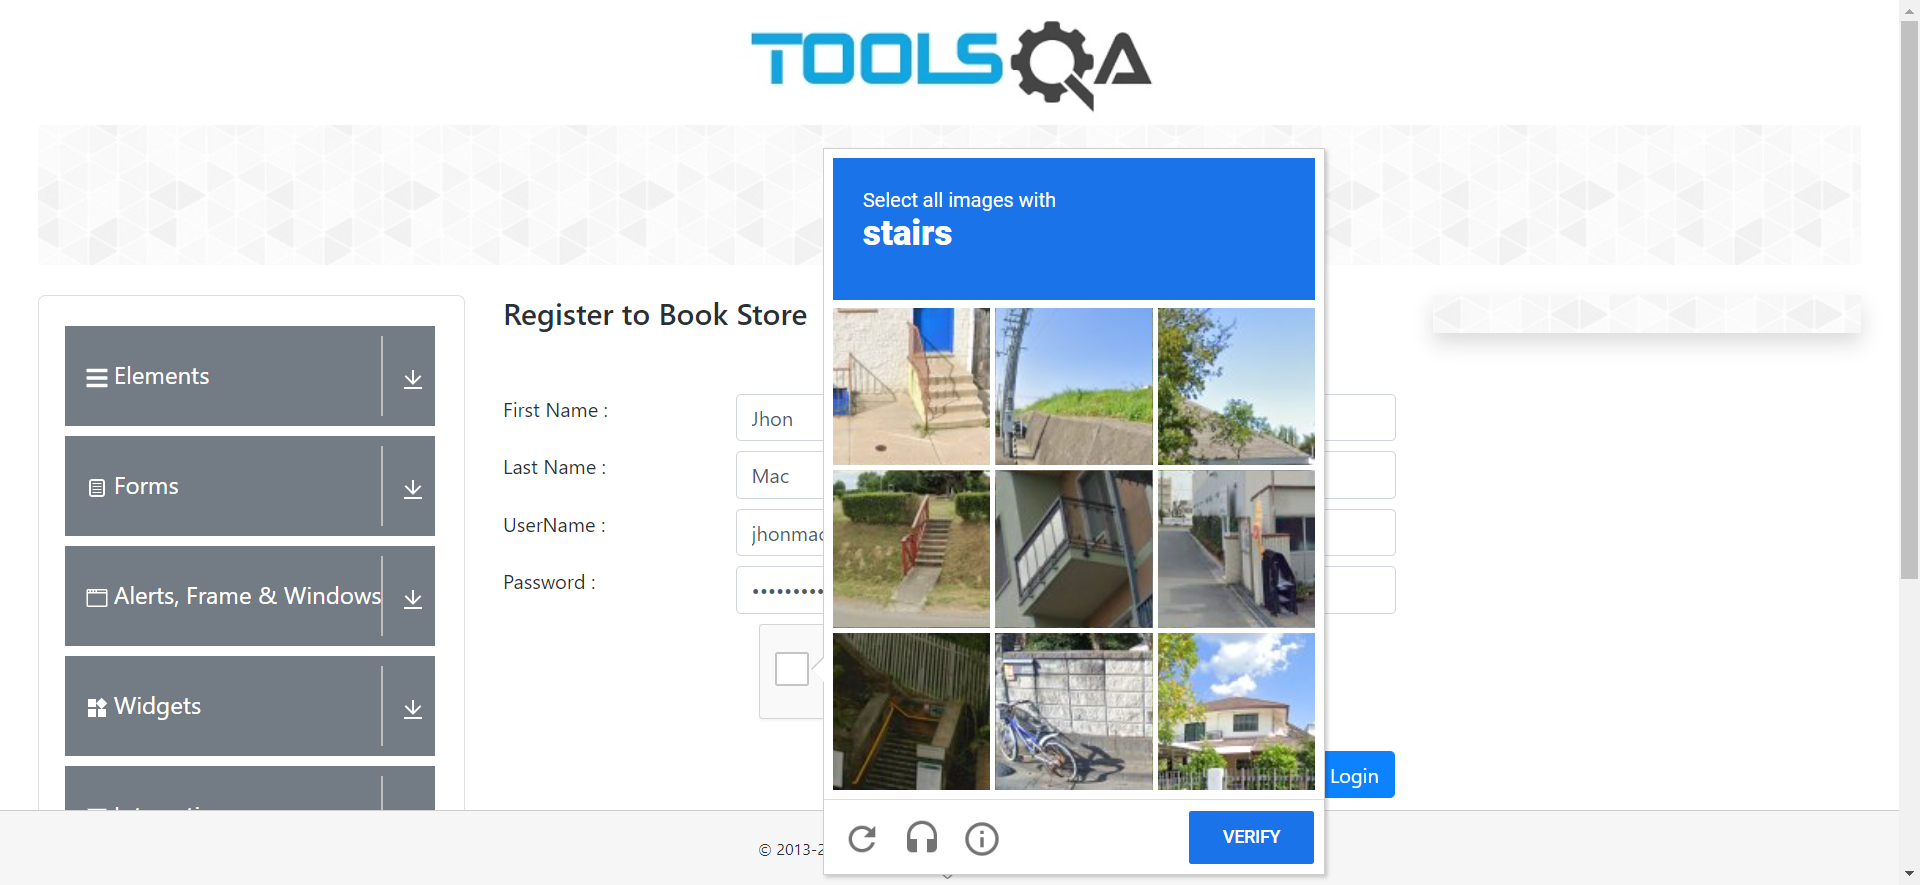 TOOLSQA
Select all images with
stairs
Register to Book Store
Elements
Forms
Alerts, Frame & Windows
Widgets
First Name :
Jhon
Last Name :
Mac
UserName :
jhonmac
Password :
••••••••••
Login
VERIFY
© 2013-2